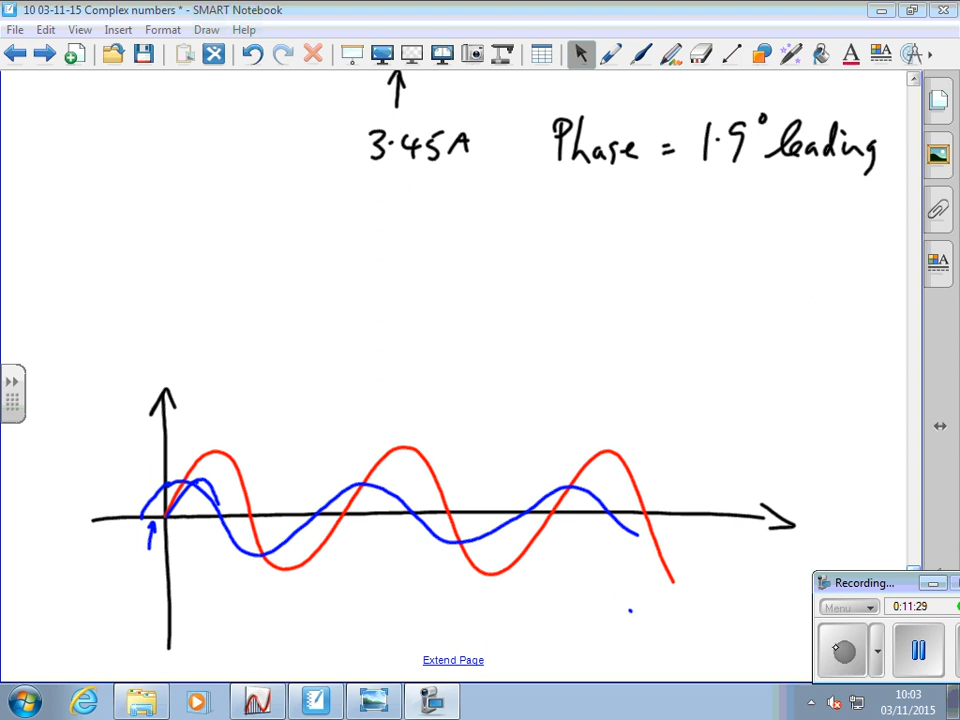 10 03-11-15 Complex numbers * - SMART Notebook
File Edit View Insert Format Draw Help
3.45A
Phase = 1.9° leading
Recording...
Menu
0:11:29
Extend Page
10:03
03/11/2015